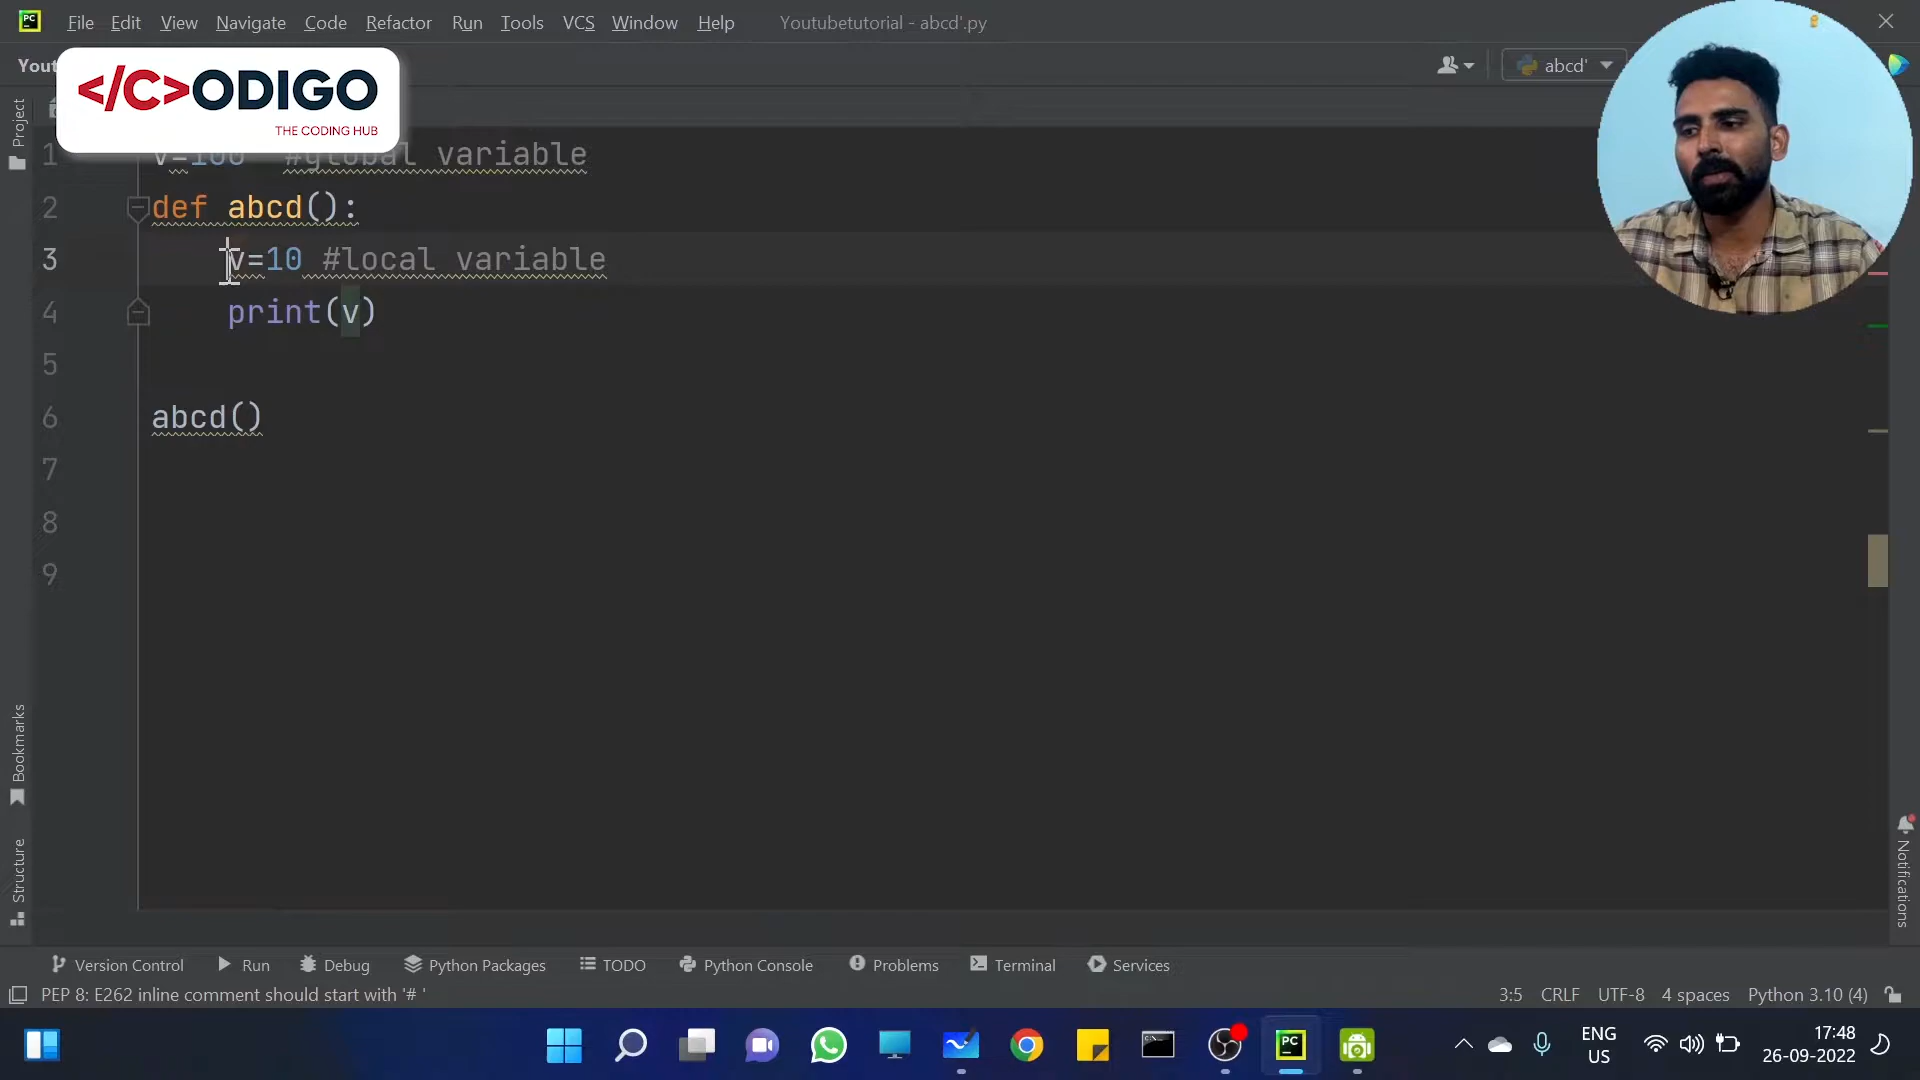 File Edit View Navigate Code Refactor Run Tools VCS Window Help Youtubetutorial - abcd'.py
Yout
</C>ODIGO
THE CODING HUB
abcd'
Project
1 v=100 #global variable
2 def abcd():
3 v=10 #local variable
4 print(v)
5
6 abcd()
7
8
9
Bookmarks
Structure
Notifications
Version Control Run Debug Python Packages TODO Python Console Problems Terminal Services
PEP 8: E262 inline comment should start with '# ' 3:5 CRLF UTF-8 4 spaces Python 3.10 (4)
PC
ENG
US
17:48
26-09-2022